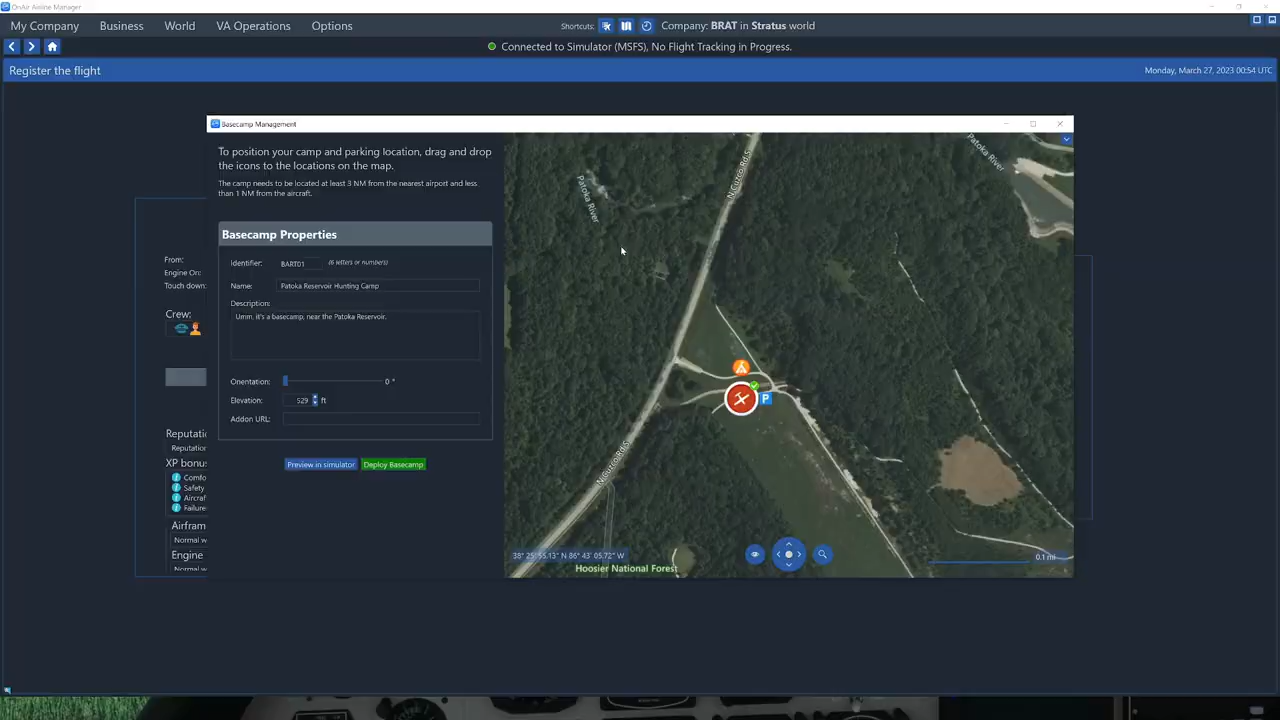 OnAir Airline Manager
My Company Business World VA Operations Options
Shortcuts: Company: BRAT in Stratus world
Connected to Simulator (MSFS), No Flight Tracking in Progress.
Register the flight
Monday, March 27, 2023 00:54 UTC
Basecamp Management
To position your camp and parking location, drag and drop
the icons to the locations on the map.
The camp needs to be located at least 3 NM from the nearest airport and less
than 1 NM from the aircraft.
Basecamp Properties
Identifier: BART01 (6 letters or numbers)
Name: Patoka Reservoir Hunting Camp
Description:
Umm, it's a basecamp, near the Patoka Reservoir.
Orientation: 0 °
Elevation: 529 ft
Addon URL:
Preview in simulator Deploy Basecamp
From:
Engine On:
Touch down:
Crew:
Reputati
Reputation
XP bonus
Comfo
Safety
Aircraf
Failure
Airfram
Normal w
Engine
Normal w
Patoka River
N Cuzco Rd S
Patoka River
P
N Cuzco Rd S
38° 25' 55.13" N 86° 43' 05.72" W
Hoosier National Forest
0.1 mi